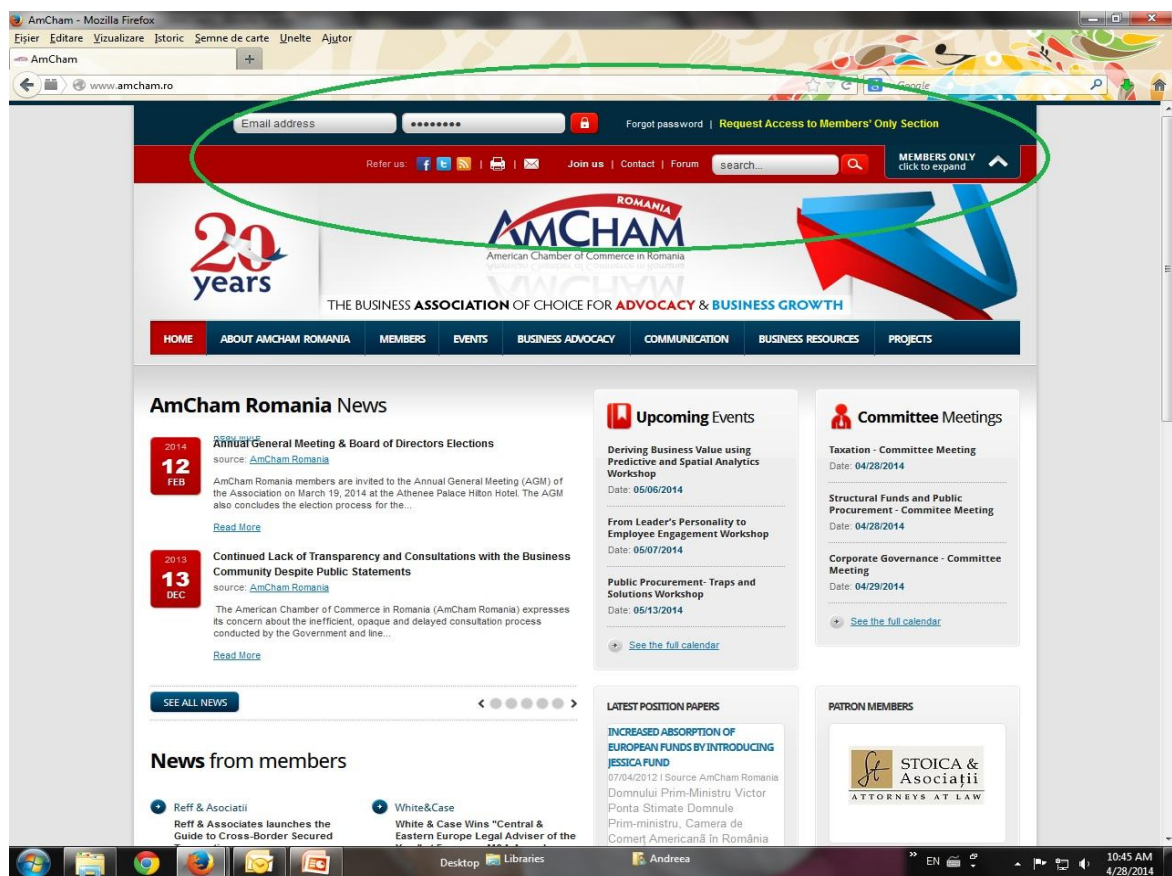 AmCham - Mozilla Firefox
Fișier Editare Vizualizare Istoric Semne de carte Unelte Ajutor
AmCham
www.amcham.ro
Google
Email address
Forgot password | Request Access to Members' Only Section
Refer us:
Join us | Contact | Forum
search...
MEMBERS ONLY
click to expand
20
years
ROMANIA
AMCHAM
American Chamber of Commerce in Romania
THE BUSINESS ASSOCIATION OF CHOICE FOR ADVOCACY & BUSINESS GROWTH
HOME ABOUT AMCHAM ROMANIA MEMBERS EVENTS BUSINESS ADVOCACY COMMUNICATION BUSINESS RESOURCES PROJECTS
AmCham Romania News
2014
12
FEB
Annual General Meeting & Board of Directors Elections
source: AmCham Romania
AmCham Romania members are invited to the Annual General Meeting (AGM) of
the Association on March 19, 2014 at the Athenee Palace Hilton Hotel. The AGM
also concludes the election process for the...
Read More
2013
13
DEC
Continued Lack of Transparency and Consultations with the Business
Community Despite Public Statements
source: AmCham Romania
The American Chamber of Commerce in Romania (AmCham Romania) expresses
its concern about the inefficient, opaque and delayed consultation process
conducted by the Government and line...
Read More
SEE ALL NEWS
Upcoming Events
Deriving Business Value using
Predictive and Spatial Analytics
Workshop
Date: 05/06/2014
From Leader's Personality to
Employee Engagement Workshop
Date: 05/07/2014
Public Procurement- Traps and
Solutions Workshop
Date: 05/13/2014
See the full calendar
Committee Meetings
Taxation - Committee Meeting
Date: 04/28/2014
Structural Funds and Public
Procurement - Commitee Meeting
Date: 04/28/2014
Corporate Governance - Committee
Meeting
Date: 04/29/2014
See the full calendar
News from members
Reff & Asociatii
Reff & Associates launches the
Guide to Cross-Border Secured
White&Case
White & Case Wins "Central &
Eastern Europe Legal Adviser of the
LATEST POSITION PAPERS
INCREASED ABSORPTION OF
EUROPEAN FUNDS BY INTRODUCING
JESSICA FUND
07/04/2012 | Source AmCham Romania
Domnului Prim-Ministru Victor
Ponta Stimate Domnule
Prim-ministru, Camera de
Comerț Americană în România
PATRON MEMBERS
St
STOICA &
Asociații
ATTORNEYS AT LAW
Desktop Libraries Andreea EN 10:45 AM
4/28/2014